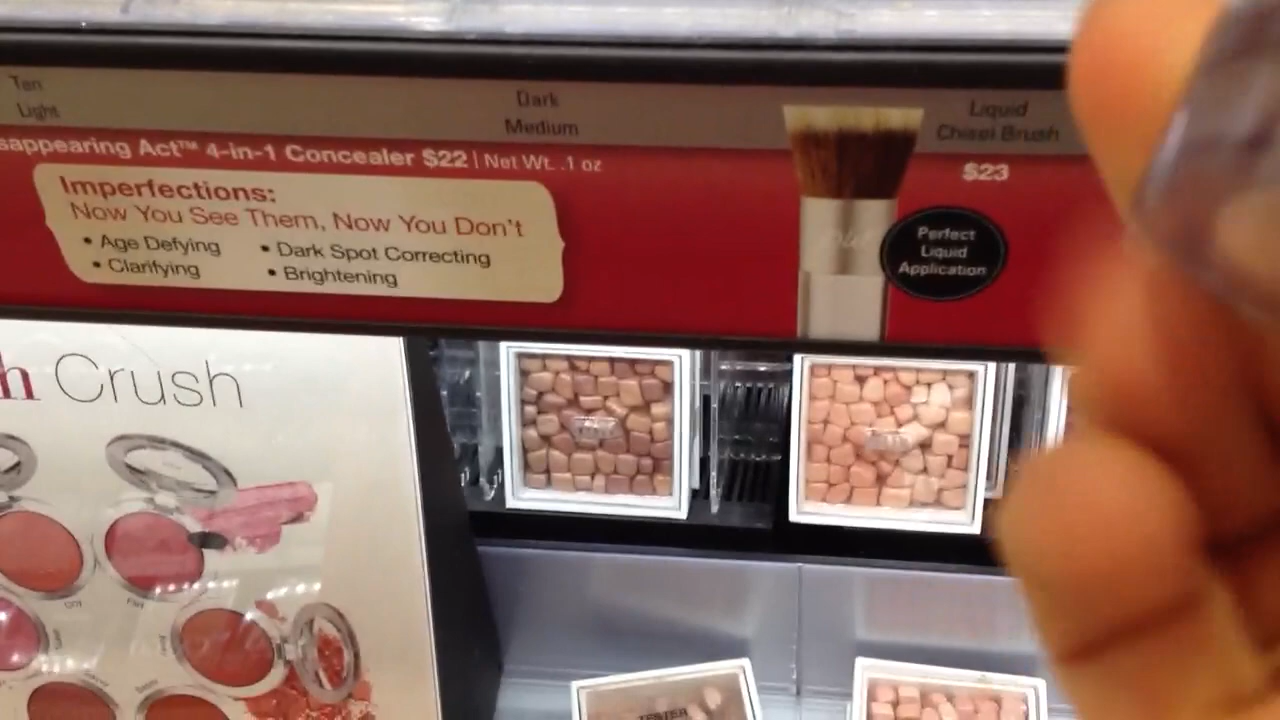 Tan
Light
Dark
Medium
Liquid
Chisel Brush
sappearing Act™ 4-in-1 Concealer $22 | Net Wt. .1 oz
$23
Imperfections:
Now You See Them, Now You Don't
• Age Defying
• Dark Spot Correcting
• Clarifying
• Brightening
Perfect
Liquid
Application
h Crush
TESTER